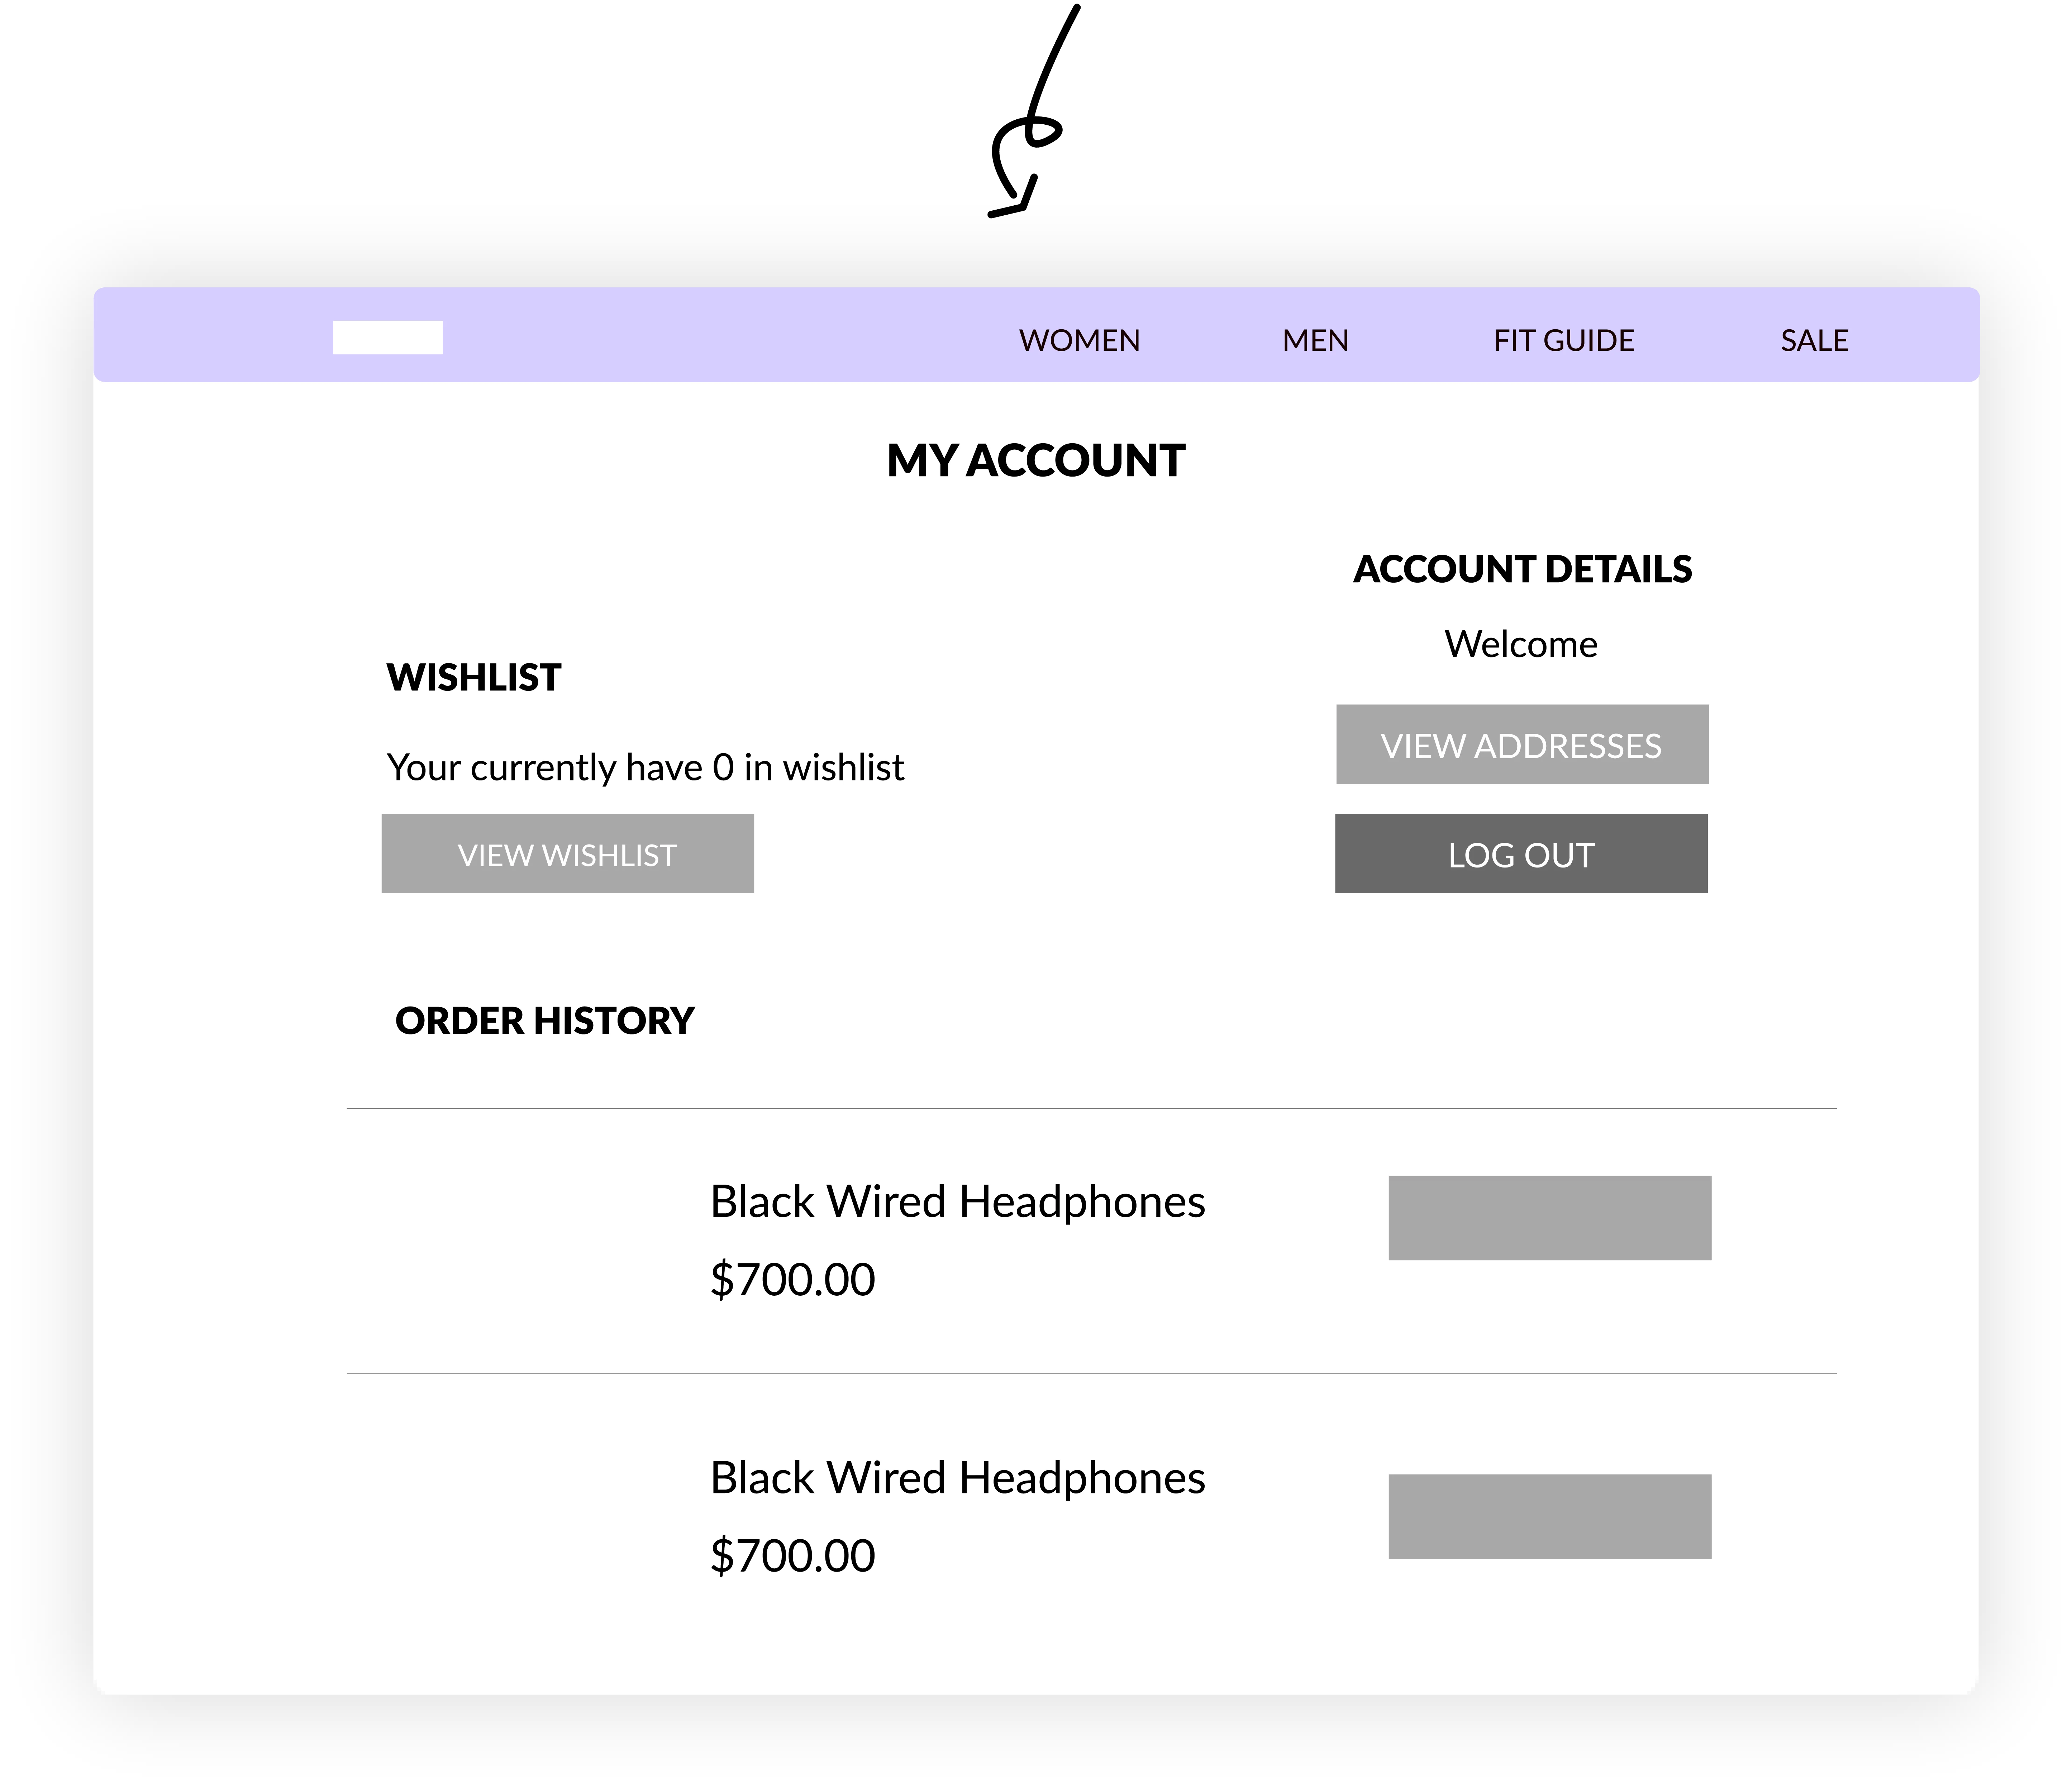 WOMEN MEN FIT GUIDE SALE
MY ACCOUNT
ACCOUNT DETAILS
Welcome
WISHLIST
VIEW ADDRESSES
Your currently have 0 in wishlist
VIEW WISHLIST
LOG OUT
ORDER HISTORY
Black Wired Headphones
$700.00
Black Wired Headphones
$700.00